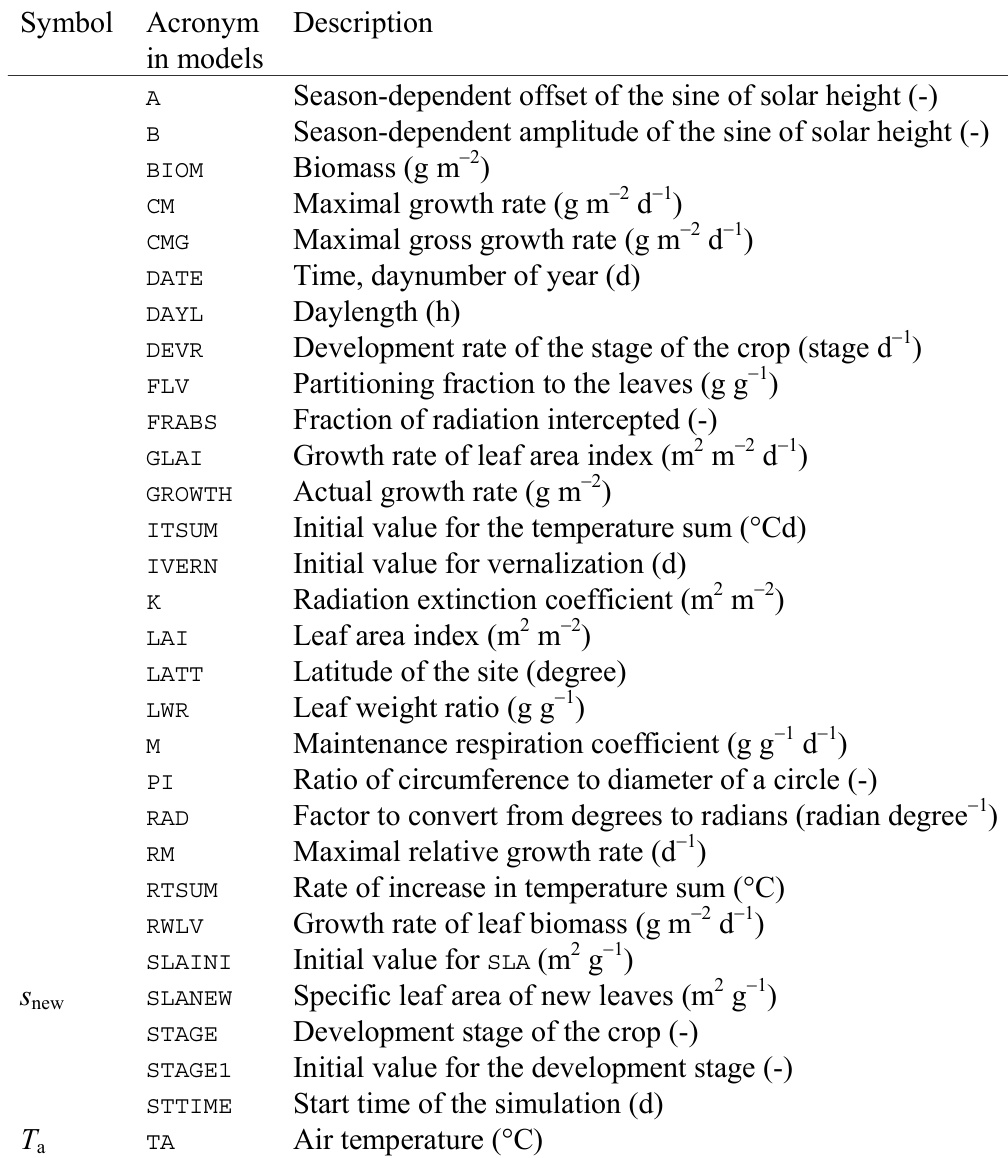 Symbol Acronym Description
in models
A Season-dependent offset of the sine of solar height (-)
B Season-dependent amplitude of the sine of solar height (-)
BIOM Biomass (g m⁻²)
CM Maximal growth rate (g m⁻² d⁻¹)
CMG Maximal gross growth rate (g m⁻² d⁻¹)
DATE Time, daynumber of year (d)
DAYL Daylength (h)
DEVR Development rate of the stage of the crop (stage d⁻¹)
FLV Partitioning fraction to the leaves (g g⁻¹)
FRABS Fraction of radiation intercepted (-)
GLAI Growth rate of leaf area index (m² m⁻² d⁻¹)
GROWTH Actual growth rate (g m⁻²)
ITSUM Initial value for the temperature sum (°Cd)
IVERN Initial value for vernalization (d)
K Radiation extinction coefficient (m² m⁻²)
LAI Leaf area index (m² m⁻²)
LATT Latitude of the site (degree)
LWR Leaf weight ratio (g g⁻¹)
M Maintenance respiration coefficient (g g⁻¹ d⁻¹)
PI Ratio of circumference to diameter of a circle (-)
RAD Factor to convert from degrees to radians (radian degree⁻¹)
RM Maximal relative growth rate (d⁻¹)
RTSUM Rate of increase in temperature sum (°C)
RWLV Growth rate of leaf biomass (g m⁻² d⁻¹)
SLAINI Initial value for SLA (m² g⁻¹)
s_new SLANEW Specific leaf area of new leaves (m² g⁻¹)
STAGE Development stage of the crop (-)
STAGE1 Initial value for the development stage (-)
STTIME Start time of the simulation (d)
T_a TA Air temperature (°C)